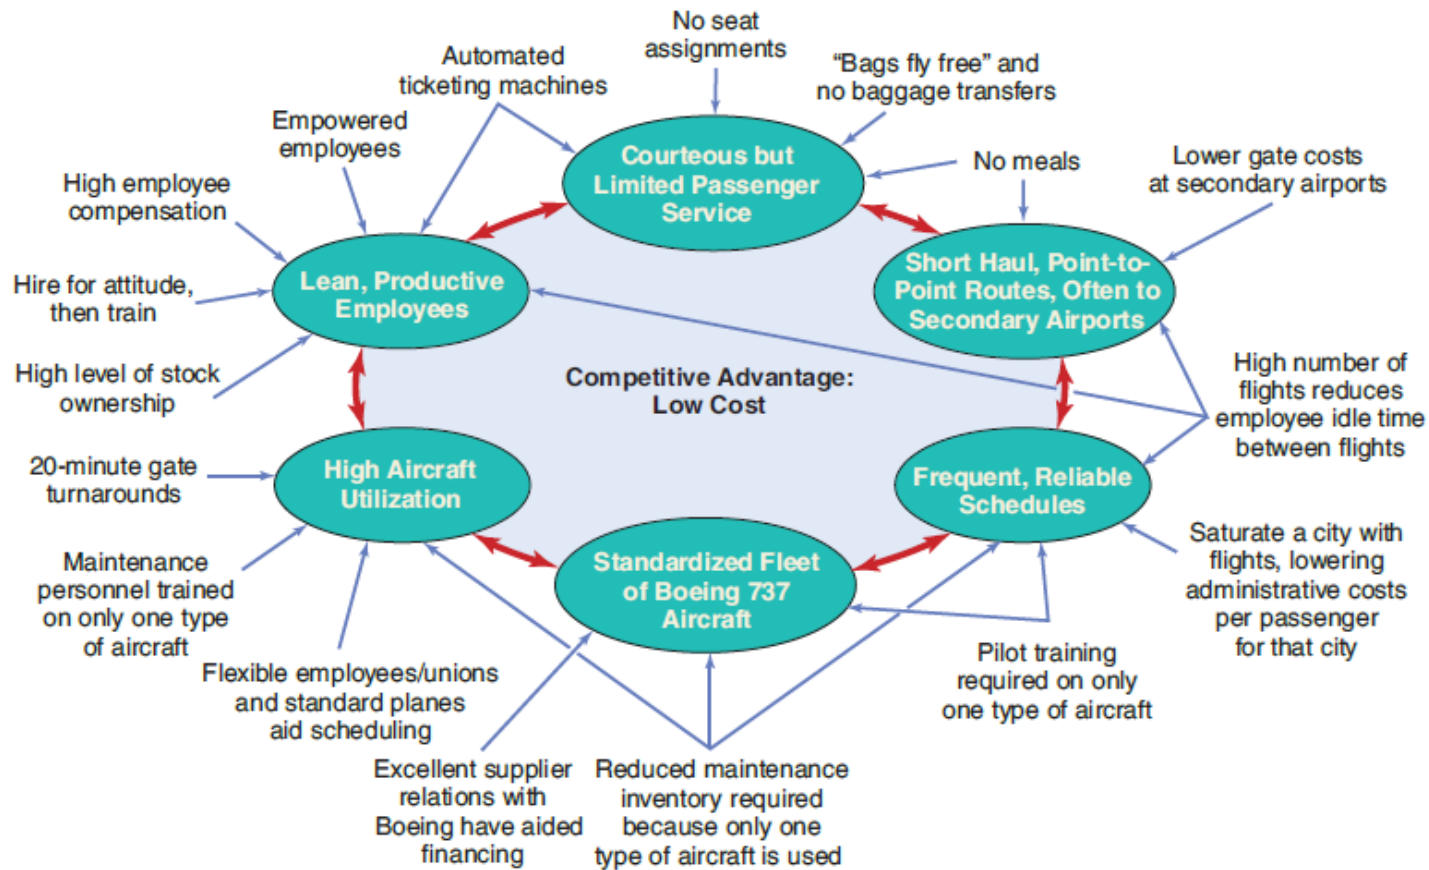 No seat
assignments
Automated
ticketing machines
“Bags fly free” and
no baggage transfers
Empowered
employees
Courteous but
Limited Passenger
Service
No meals
Lower gate costs
at secondary airports
High employee
compensation
Lean, Productive
Employees
Short Haul, Point-to-
Point Routes, Often to
Secondary Airports
Hire for attitude,
then train
High level of stock
ownership
Competitive Advantage:
Low Cost
High number of
flights reduces
employee idle time
between flights
20-minute gate
turnarounds
High Aircraft
Utilization
Frequent, Reliable
Schedules
Maintenance
personnel trained
on only one type
of aircraft
Standardized Fleet
of Boeing 737
Aircraft
Saturate a city with
flights, lowering
administrative costs
per passenger
for that city
Flexible employees/unions
and standard planes
aid scheduling
Pilot training
required on only
one type of aircraft
Excellent supplier
relations with
Boeing have aided
financing
Reduced maintenance
inventory required
because only one
type of aircraft is used